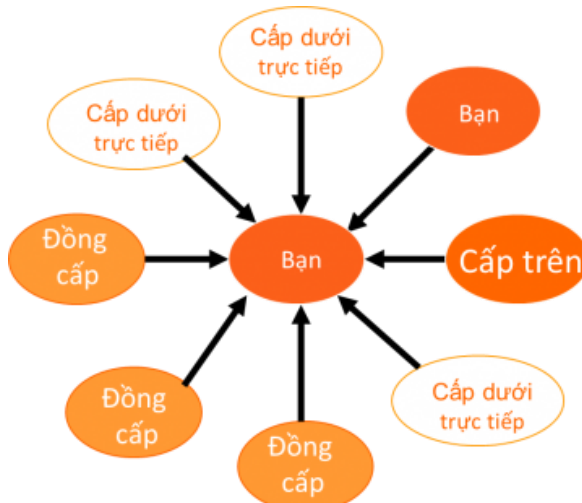 Cấp dưới
trực tiếp
Cấp dưới
trực tiếp
Bạn
Đồng
cấp
Bạn
Cấp trên
Đồng
cấp
Cấp dưới
trực tiếp
Đồng
cấp